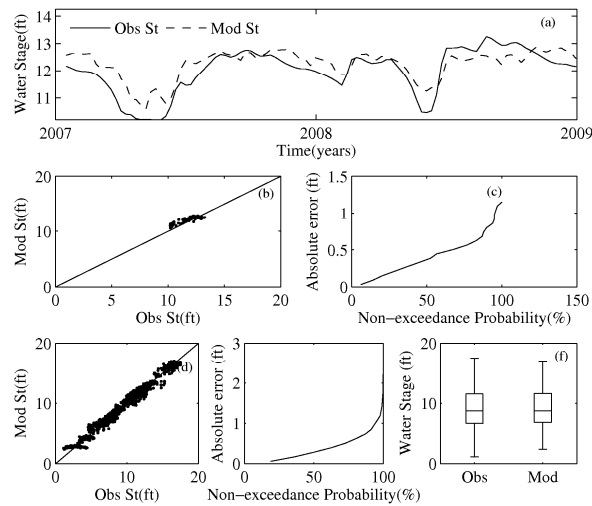 Water Stage(ft)
14
13
12
11
Obs St
Mod St
(a)
2007
2008
2009
Time(years)
Mod St(ft)
20
10
0
(b)
0
5
10
15
20
Obs St(ft)
Absolute error (ft)
1.5
1
0.5
0
(c)
0
50
100
150
Non-exceedance Probability(%)
Mod St(ft)
20
10
0
(d)
0
10
20
Obs St(ft)
Absolute error (ft)
3
2
1
0
0
50
100
Non-exceedance Probability(%)
Water Stage (ft)
20
10
0
(f)
Obs
Mod